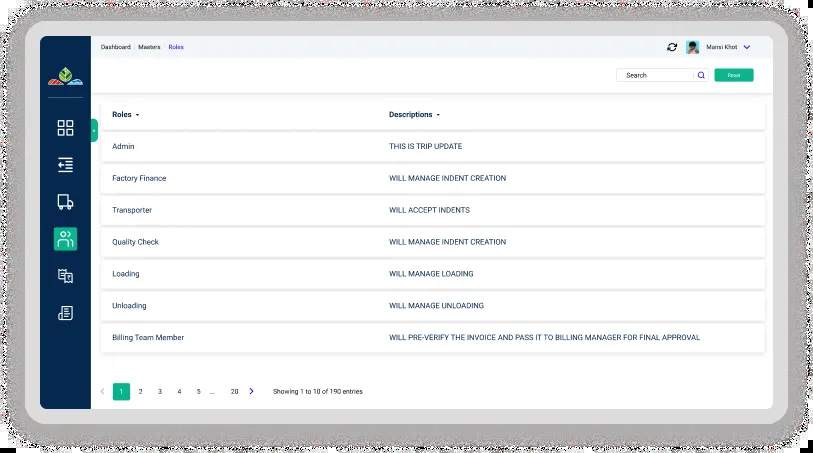 Dashboard Masters Roles
Mansi Khot
Search
Reset
Roles Descriptions
Admin THIS IS TRIP UPDATE
Factory Finance WILL MANAGE INDENT CREATION
Transporter WILL ACCEPT INDENTS
Quality Check WILL MANAGE INDENT CREATION
Loading WILL MANAGE LOADING
Unloading WILL MANAGE UNLOADING
Billing Team Member WILL PRE-VERIFY THE INVOICE AND PASS IT TO BILLING MANAGER FOR FINAL APPROVAL
1 2 3 4 5 ... 20 Showing 1 to 10 of 190 entries